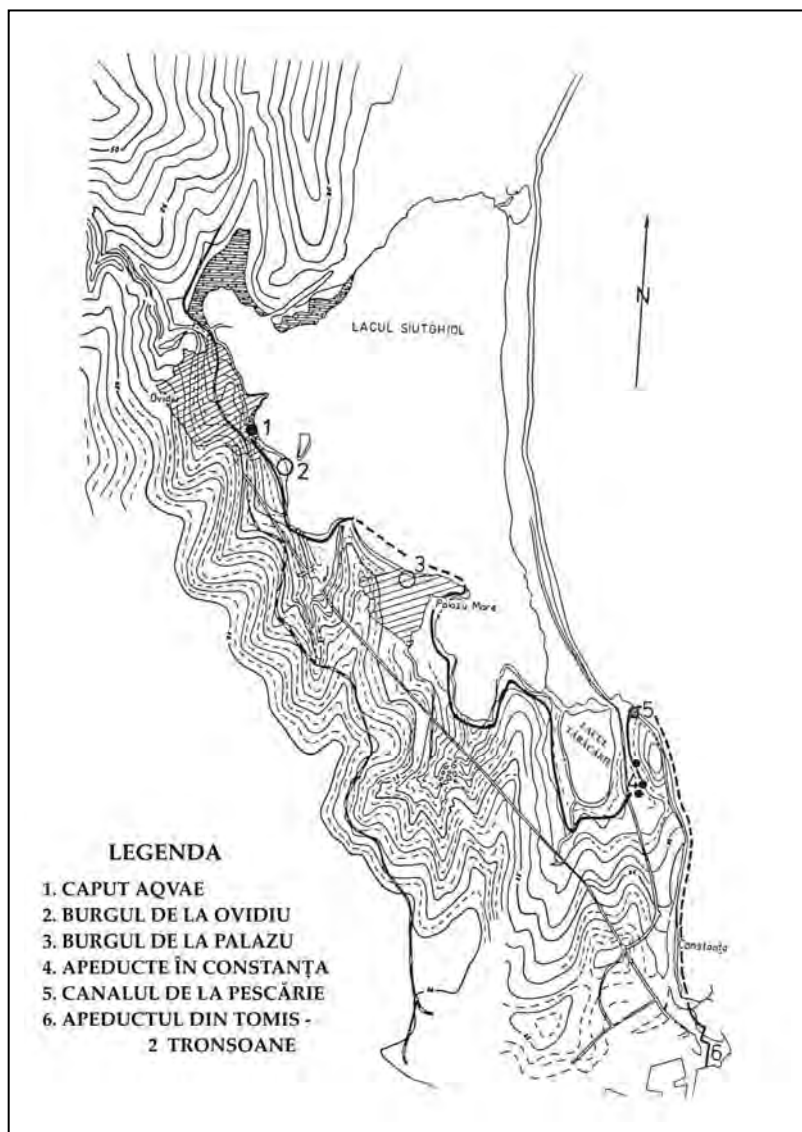 N
LACUL SIUTGHIOL
Ovidiu
1
2
3
Palazu Mare
5
LACUL
TĂBĂCĂRIE
4
Constanța
6
LEGENDA
1. CAPUT AQVAE
2. BURGUL DE LA OVIDIU
3. BURGUL DE LA PALAZU
4. APEDUCTE ÎN CONSTANȚA
5. CANALUL DE LA PESCĂRIE
6. APEDUCTUL DIN TOMIS -
2 TRONSOANE